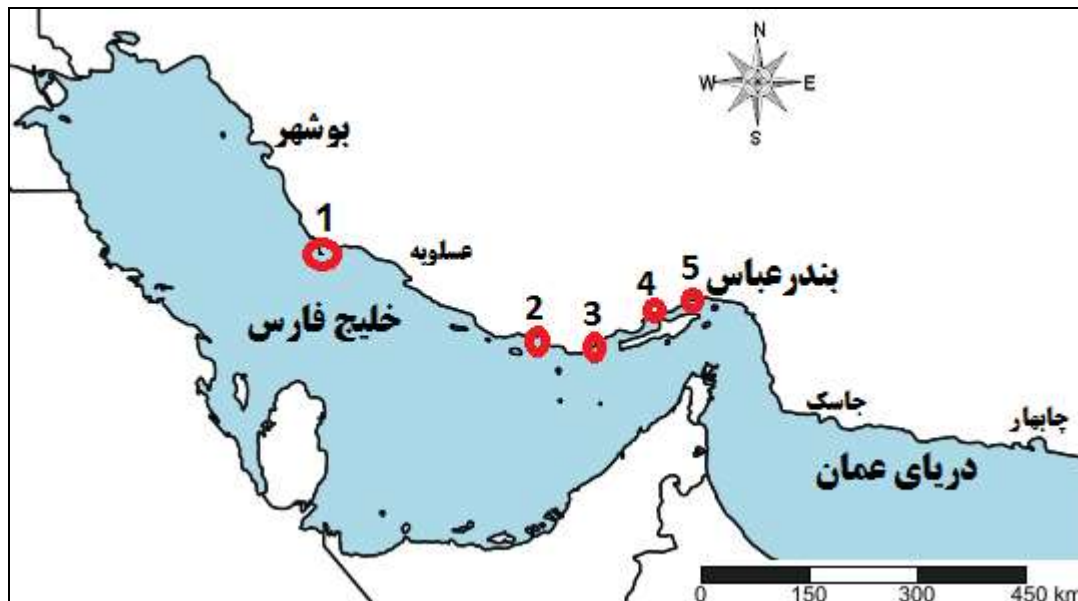 N
W E
S
بوشهر
1
عسلویه
خلیج فارس
2
3
4
5
بندرعباس
جاسک
چابهار
دریای عمان
0 150 300 450 km